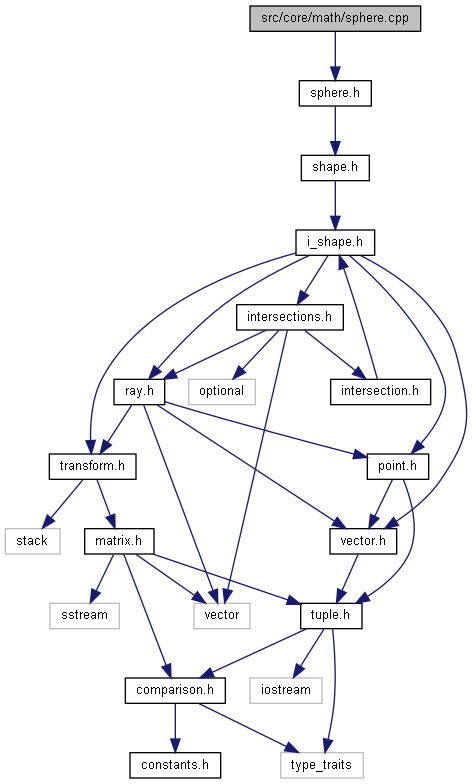 src/core/math/sphere.cpp
sphere.h
shape.h
i_shape.h
intersections.h
ray.h
optional
intersection.h
transform.h
point.h
stack
matrix.h
vector.h
sstream
vector
tuple.h
comparison.h
iostream
constants.h
type_traits